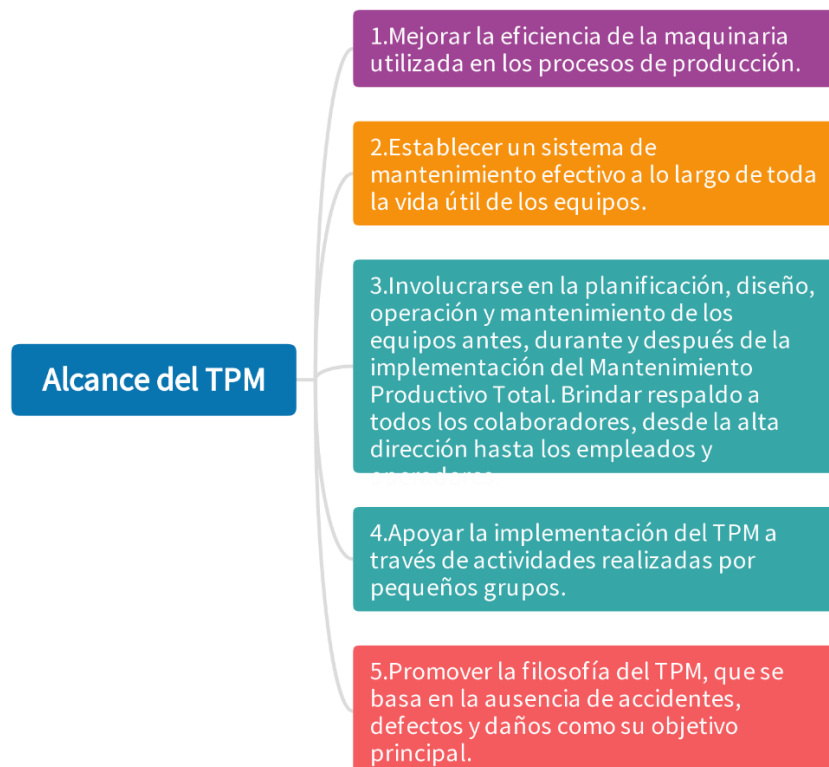 1.Mejorar la eficiencia de la maquinaria
utilizada en los procesos de producción.
2.Establecer un sistema de
mantenimiento efectivo a lo largo de toda
la vida útil de los equipos.
3.Involucrarse en la planificación, diseño,
operación y mantenimiento de los
equipos antes, durante y después de la
implementación del Mantenimiento
Productivo Total. Brindar respaldo a
todos los colaboradores, desde la alta
dirección hasta los empleados y
Alcance del TPM
4.Apoyar la implementación del TPM a
través de actividades realizadas por
pequeños grupos.
5.Promover la filosofía del TPM, que se
basa en la ausencia de accidentes,
defectos y daños como su objetivo
principal.